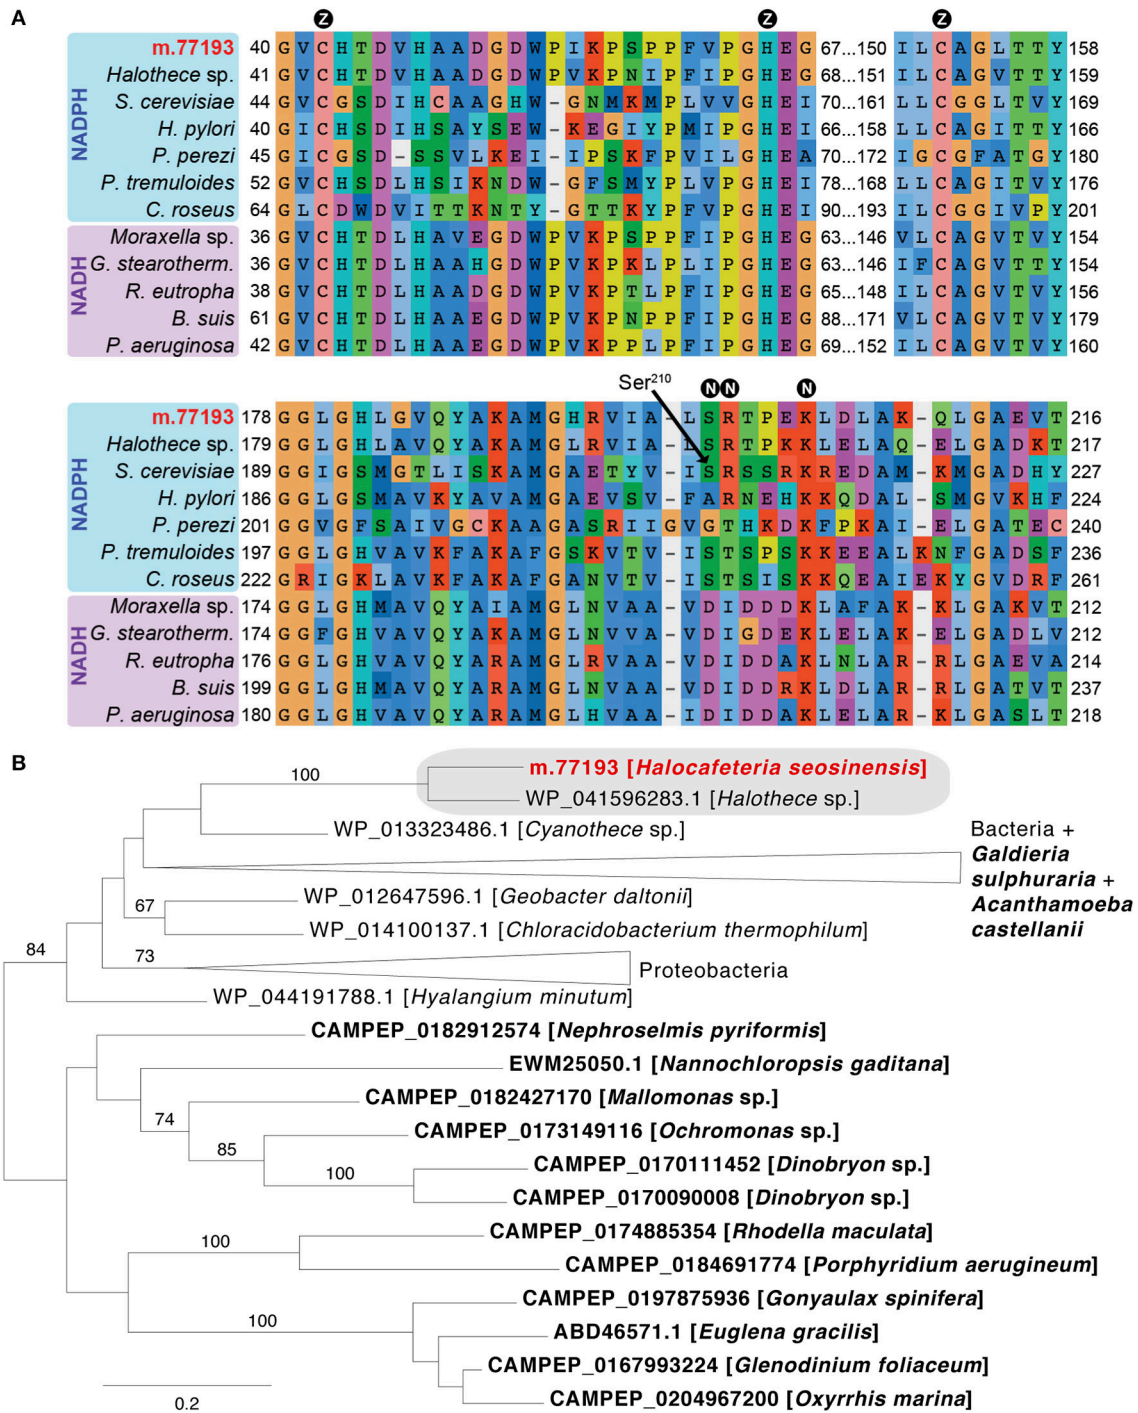 A
Z Z Z
NADPH
m.77193 40 G V C H T D V H A A D G D W P I K P S P P F V P G H E G 67...150 I L C A G L T T Y 158
Halothece sp. 41 G V C H T D V H A A D G D W P V K P N I P F I P G H E G 68...151 I L C A G V T T Y 159
S. cerevisiae 44 G V C G S D I H C A A G H W - G N M K M P L V V G H E I 70...161 L L C G G L T V Y 169
H. pylori 40 G I C H S D I H S A Y S E W - K E G I Y P M I P G H E I 66...158 L L C A G I T T Y 166
P. perezi 45 G I C G S D - S S V L K E I - I P S K F P V I L G H E A 70...172 I G C G F A T G Y 180
P. tremuloides 52 G V C H S D L H S I K N D W - G F S M Y P L V P G H E I 78...168 L L C A G I T V Y 176
C. roseus 64 G L C D W D V I T T K N T Y - G T T K Y P F V P G H E I 90...193 I L C G G I V P Y 201
NADH
Moraxella sp. 36 G V C H T D L H A V E G D W P V K P S P P F I P G H E G 63...146 V L C A G V T V Y 154
G. stearotherm. 36 G V C H T D L H A A H G D W P V K P K L P L I P G H E G 63...146 I F C A G V T T Y 154
R. eutropha 38 G V C H T D L H A A D G D W P V K P T L P F I P G H E G 65...148 I L C A G V T V Y 156
B. suis 61 G V C H T D L H A A E G D W P V K P N P P F I P G H E G 88...171 V L C A G V T V Y 179
P. aeruginosa 42 G V C H T D L H A A E G D W P V K P P L P F I P G H E G 69...152 I L C A G V T V Y 160
Ser210 N N N
NADPH
m.77193 178 G G L G H L G V Q Y A K A M G H R V I A - L S R T P E K L D L A K - Q L G A E V T 216
Halothece sp. 179 G G L G H L A V Q Y A K A M G L R V I A - L S R T P K K L E L A Q - E L G A D K T 217
S. cerevisiae 189 G G I G S M G T L I S K A M G A E T Y V - I S R S S R K R E D A M - K M G A D H Y 227
H. pylori 186 G G L G S M A V K Y A V A M G A E V S V - F A R N E H K K Q D A L - S M G V K H F 224
P. perezi 201 G G V G F S A I V G C K A A G A S R I I G V G T H K D K F P K A I - E L G A T E C 240
P. tremuloides 197 G G L G H V A V K F A K A F G S K V T V - I S T S P S K K E E A L K N F G A D S F 236
C. roseus 222 G R I G K L A V K F A K A F G A N V T V - I S T S I S K K Q E A I E K Y G V D R F 261
NADH
Moraxella sp. 174 G G L G H M A V Q Y A I A M G L N V A A - V D I D D D K L A F A K - K L G A K V T 212
G. stearotherm. 174 G G F G H V A V Q Y A K A M G L N V V A - V D I G D E K L E L A K - E L G A D L V 212
R. eutropha 176 G G L G H V A V Q Y A R A M G L R V A A - V D I D D A K L N L A R - R L G A E V A 214
B. suis 199 G G L G H M A V Q Y A R A M G L N V A A - V D I D D R K L D L A R - R L G A T V T 237
P. aeruginosa 180 G G L G H V A V Q Y A R A M G L H V A A - I D I D D A K L E L A R - K L G A S L T 218
B
100 m.77193 [Halocafeteria seosinensis]
WP_041596283.1 [Halothece sp.]
WP_013323486.1 [Cyanothece sp.]
Bacteria +
Galdieria
sulphuraria +
Acanthamoeba
castellanii
67 WP_012647596.1 [Geobacter daltonii]
WP_014100137.1 [Chloracidobacterium thermophilum]
84
73 Proteobacteria
WP_044191788.1 [Hyalangium minutum]
CAMPEP_0182912574 [Nephroselmis pyriformis]
EWM25050.1 [Nannochloropsis gaditana]
74 CAMPEP_0182427170 [Mallomonas sp.]
85 CAMPEP_0173149116 [Ochromonas sp.]
100 CAMPEP_0170111452 [Dinobryon sp.]
CAMPEP_0170090008 [Dinobryon sp.]
100 CAMPEP_0174885354 [Rhodella maculata]
CAMPEP_0184691774 [Porphyridium aerugineum]
100 CAMPEP_0197875936 [Gonyaulax spinifera]
ABD46571.1 [Euglena gracilis]
CAMPEP_0167993224 [Glenodinium foliaceum]
CAMPEP_0204967200 [Oxyrrhis marina]
0.2